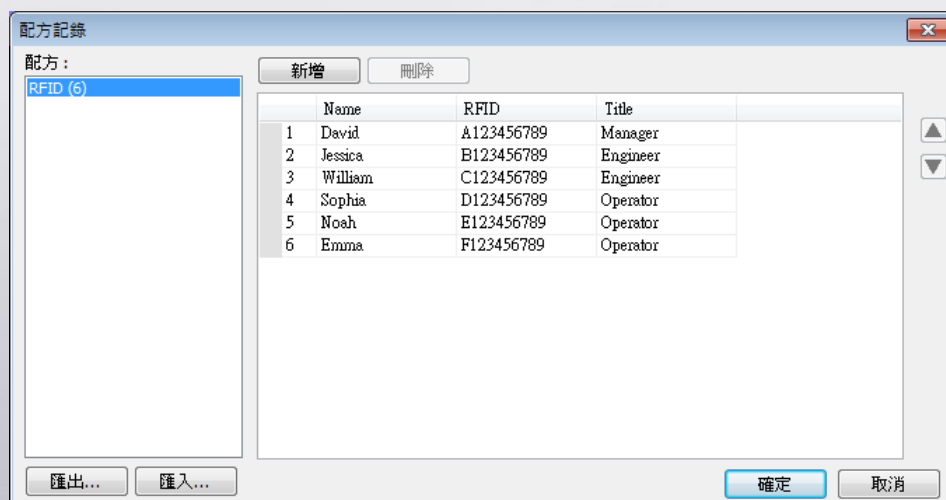 配方記錄
配方：
新增 刪除
RFID (6)
Name RFID Title
1 David A123456789 Manager
2 Jessica B123456789 Engineer
3 William C123456789 Engineer
4 Sophia D123456789 Operator
5 Noah E123456789 Operator
6 Emma F123456789 Operator
匯出... 匯入... 確定 取消